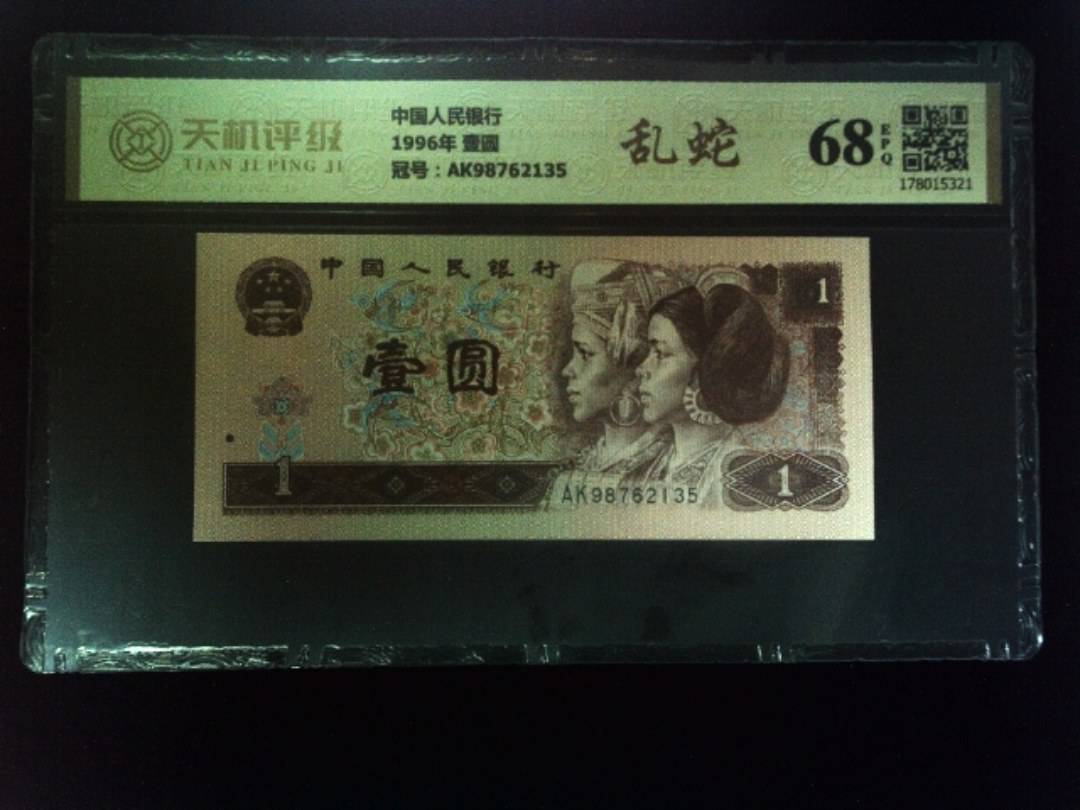 天机评级
TIAN JI PING JI
中国人民银行
1996年 壹圆
冠号：AK98762135
乱蛇
68
EPQ
178015321
中国人民银行
1
壹圆
1
AK98762135
1